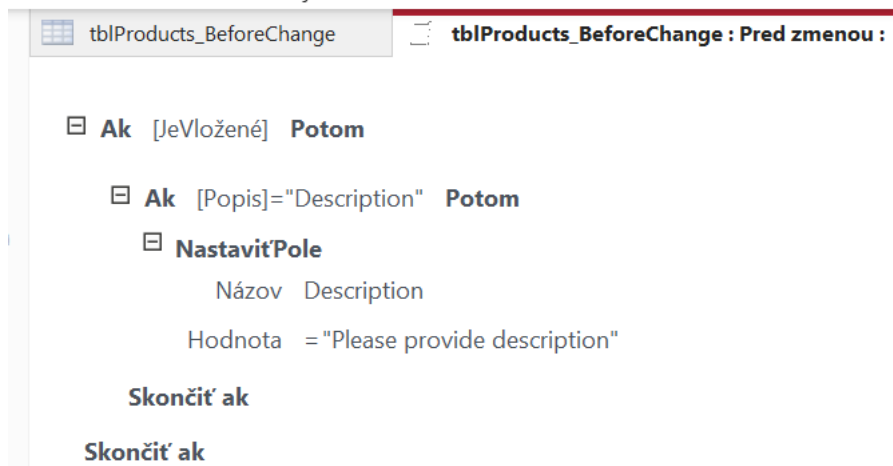 tblProducts_BeforeChange
tblProducts_BeforeChange : Pred zmenou :
Ak [JeVložené] Potom
Ak [Popis]="Description" Potom
NastaviťPole
Názov Description
Hodnota ="Please provide description"
Skončiť ak
Skončiť ak